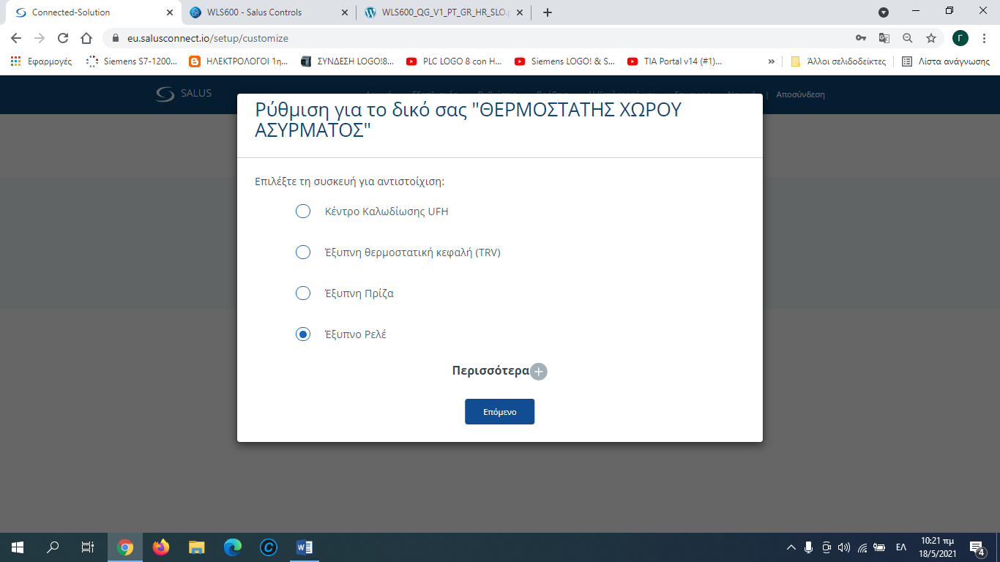 Connected-Solution
WLS600 - Salus Controls
WLS600_QG_V1_PT_GR_HR_SLO.
eu.salusconnect.io/setup/customize
Γ
Εφαρμογές
Siemens S7-1200...
ΗΛΕΚΤΡΟΛΟΓΟΙ 1η...
ΣΥΝΔΕΣΗ LOGO!8...
PLC LOGO 8 con H...
Siemens LOGO! & S...
TIA Portal v14 (#1)...
»
Άλλοι σελιδοδείκτες
Λίστα ανάγνωσης
SALUS
| Αποσύνδεση
Ρύθμιση για το δικό σας "ΘΕΡΜΟΣΤΑΤΗΣ ΧΩΡΟΥ
ΑΣΥΡΜΑΤΟΣ"
Επιλέξτε τη συσκευή για αντιστοίχιση:
Κέντρο Καλωδίωσης UFH
Έξυπνη θερμοστατική κεφαλή (TRV)
Έξυπνη Πρίζα
Έξυπνο Ρελέ
Περισσότερα
Επόμενο
ΕΛ
10:21 πμ
18/5/2021
4